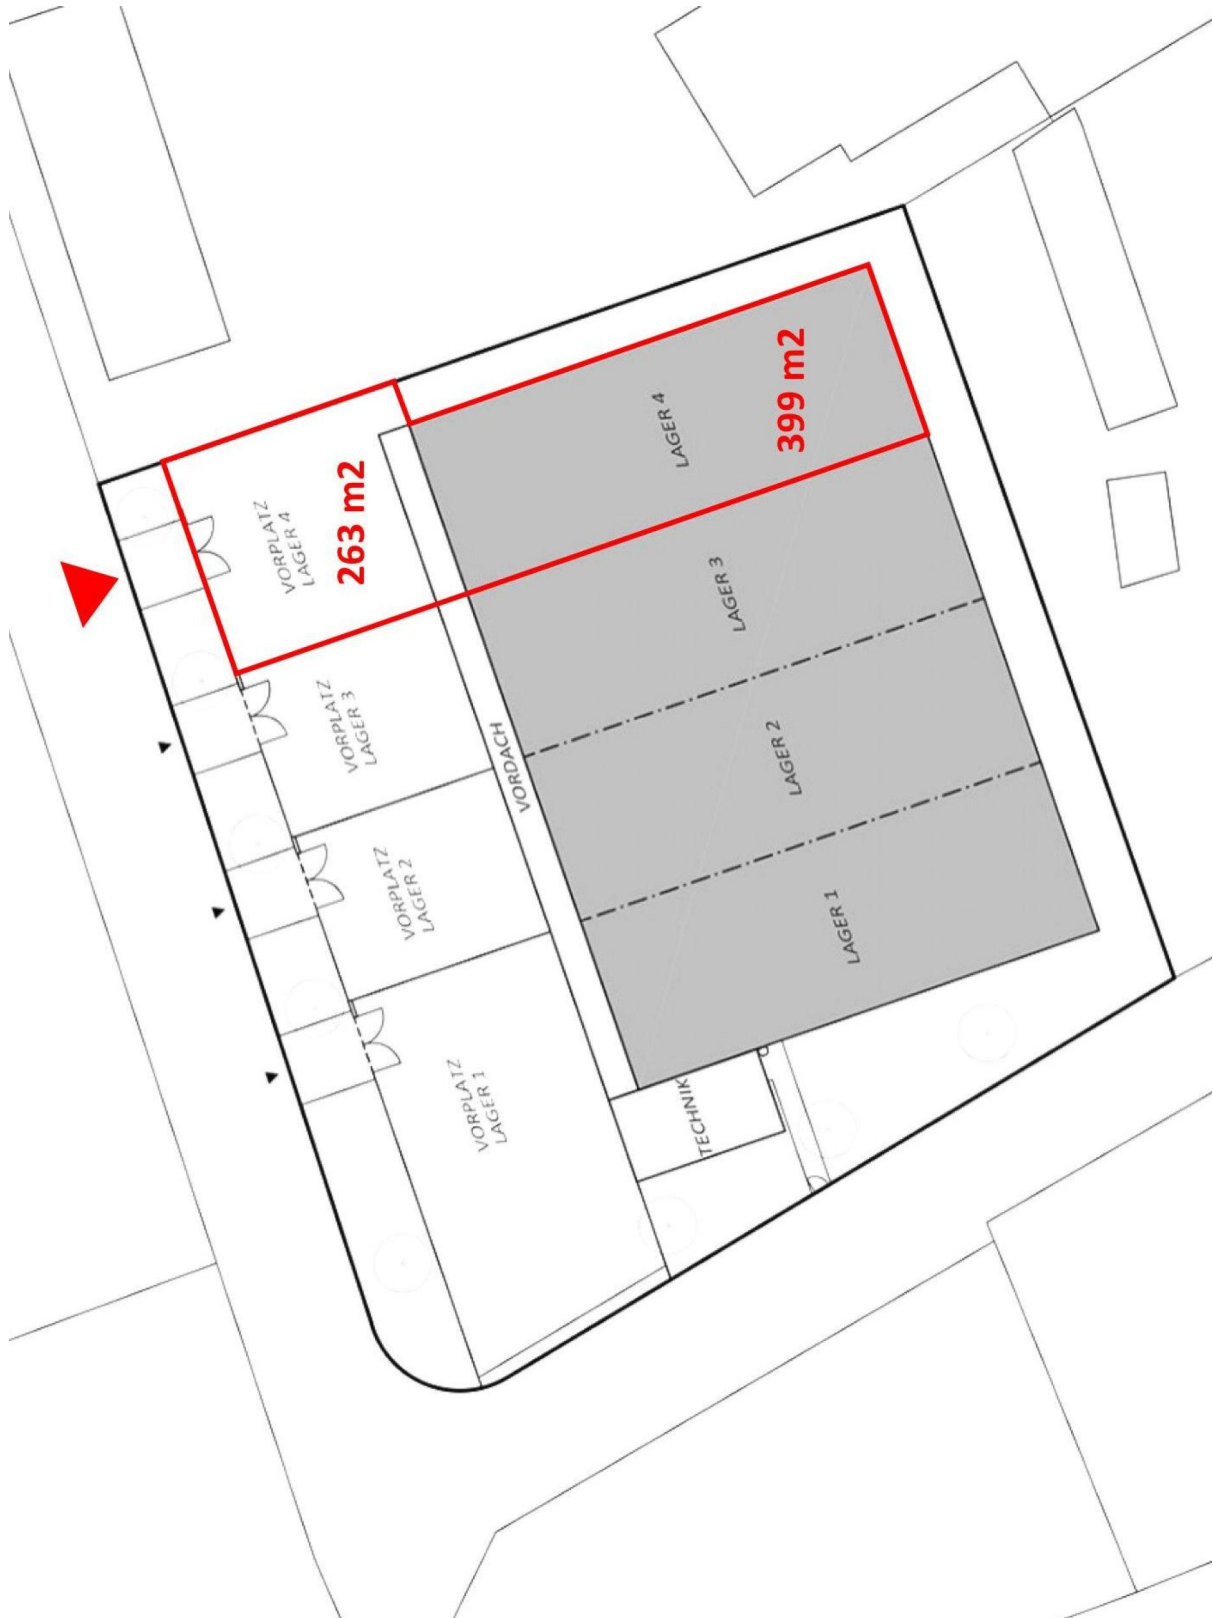 VORPLATZ
LAGER 4
263 m2
LAGER 4
399 m2
VORPLATZ
LAGER 3
LAGER 3
VORDACH
VORPLATZ
LAGER 2
LAGER 2
VORPLATZ
LAGER 1
LAGER 1
TECHNIK